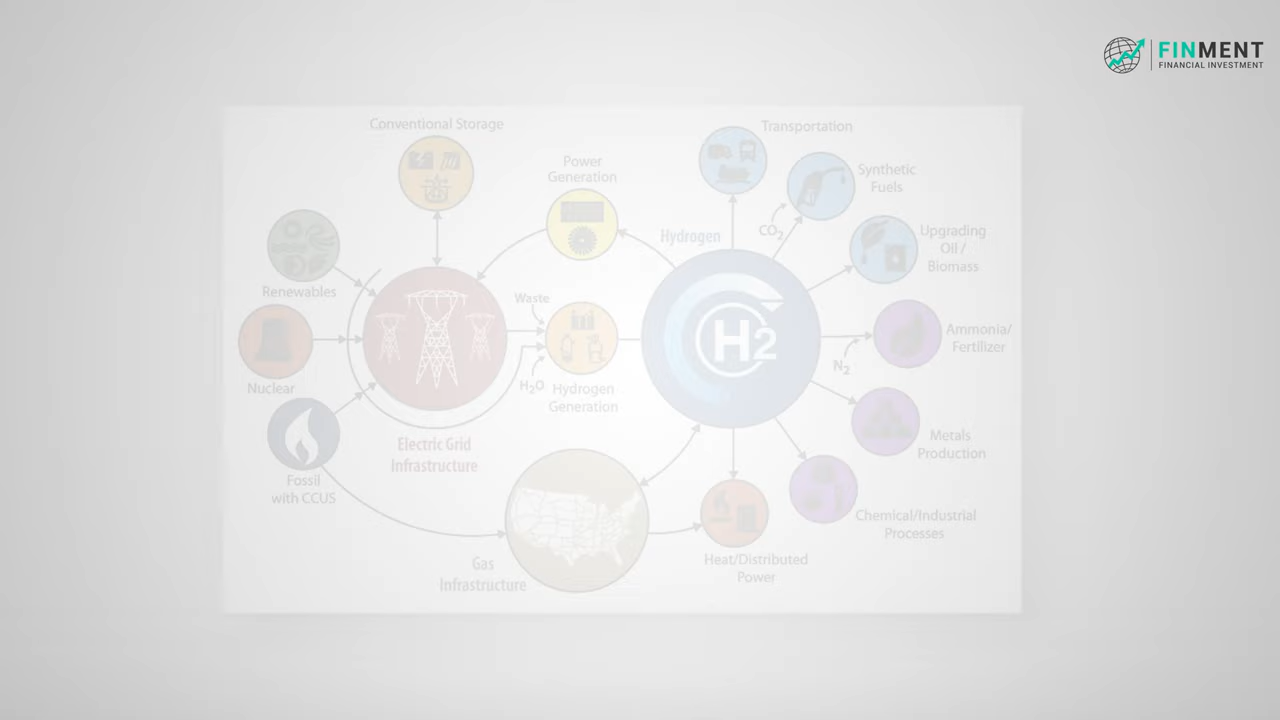 FINMENT
FINANCIAL INVESTMENT
Conventional Storage
Transportation
Power
Generation
Synthetic
Fuels
CO₂
Hydrogen
Upgrading
Oil /
Biomass
Renewables
Waste
H2
Ammonia/
Fertilizer
N₂
Nuclear
H₂O
Hydrogen
Generation
Electric Grid
Infrastructure
Metals
Production
Fossil
with CCUS
Chemical/Industrial
Processes
Gas
Infrastructure
Heat/Distributed
Power